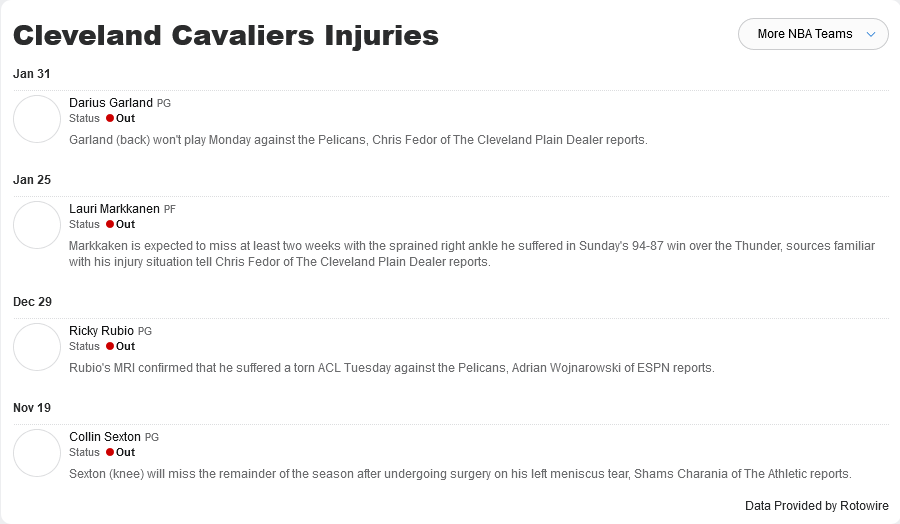 Cleveland Cavaliers Injuries
More NBA Teams
Jan 31
Darius Garland PG
Status Out
Garland (back) won't play Monday against the Pelicans, Chris Fedor of The Cleveland Plain Dealer reports.
Jan 25
Lauri Markkanen PF
Status Out
Markkaken is expected to miss at least two weeks with the sprained right ankle he suffered in Sunday's 94-87 win over the Thunder, sources familiar
with his injury situation tell Chris Fedor of The Cleveland Plain Dealer reports.
Dec 29
Ricky Rubio PG
Status Out
Rubio's MRI confirmed that he suffered a torn ACL Tuesday against the Pelicans, Adrian Wojnarowski of ESPN reports.
Nov 19
Collin Sexton PG
Status Out
Sexton (knee) will miss the remainder of the season after undergoing surgery on his left meniscus tear, Shams Charania of The Athletic reports.
Data Provided by Rotowire